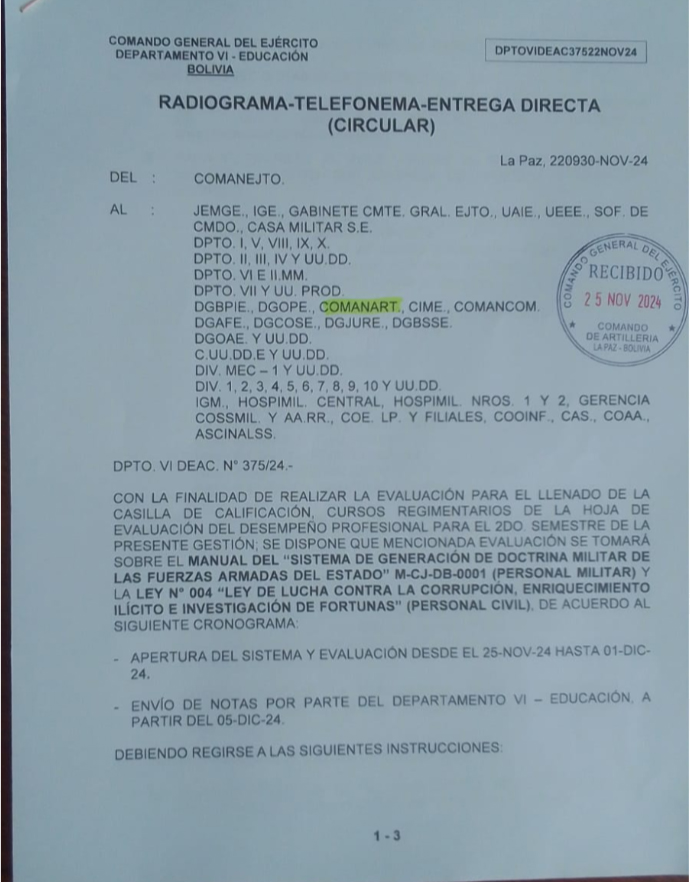 COMANDO GENERAL DEL EJÉRCITO
DEPARTAMENTO VI - EDUCACIÓN
BOLIVIA
DPTOVIDEAC37522NOV24
RADIOGRAMA-TELEFONEMA-ENTREGA DIRECTA
(CIRCULAR)
La Paz, 220930-NOV-24
DEL : COMANEJTO.
AL : JEMGE., IGE., GABINETE CMTE. GRAL. EJTO., UAIE., UEEE., SOF. DE
CMDO., CASA MILITAR S.E.
DPTO. I, V, VIII, IX, X.
DPTO. II, III, IV Y UU.DD.
DPTO. VI E II.MM.
DPTO. VII Y UU. PROD.
DGBPIE., DGOPE., COMANART., CIME., COMANCOM.
DGAFE., DGCOSE., DGJURE., DGBSSE.
DGOAE. Y UU.DD.
C.UU.DD.E Y UU.DD.
DIV. MEC – 1 Y UU.DD.
DIV. 1, 2, 3, 4, 5, 6, 7, 8, 9, 10 Y UU.DD.
IGM., HOSPIMIL. CENTRAL, HOSPIMIL. NROS. 1 Y 2, GERENCIA
COSSMIL. Y AA.RR., COE. LP. Y FILIALES, COOINF., CAS., COAA.,
ASCINALSS.
COMANDO GENERAL DEL EJÉRCITO
RECIBIDO
25 NOV 2024
COMANDO
DE ARTILLERIA
LA PAZ - BOLIVIA
DPTO. VI DEAC. N° 375/24.-
CON LA FINALIDAD DE REALIZAR LA EVALUACIÓN PARA EL LLENADO DE LA
CASILLA DE CALIFICACIÓN, CURSOS REGIMENTARIOS DE LA HOJA DE
EVALUACIÓN DEL DESEMPEÑO PROFESIONAL PARA EL 2DO. SEMESTRE DE LA
PRESENTE GESTIÓN; SE DISPONE QUE MENCIONADA EVALUACIÓN SE TOMARÁ
SOBRE EL MANUAL DEL "SISTEMA DE GENERACIÓN DE DOCTRINA MILITAR DE
LAS FUERZAS ARMADAS DEL ESTADO" M-CJ-DB-0001 (PERSONAL MILITAR) Y
LA LEY N° 004 "LEY DE LUCHA CONTRA LA CORRUPCIÓN, ENRIQUECIMIENTO
ILÍCITO E INVESTIGACIÓN DE FORTUNAS" (PERSONAL CIVIL), DE ACUERDO AL
SIGUIENTE CRONOGRAMA:
- APERTURA DEL SISTEMA Y EVALUACIÓN DESDE EL 25-NOV-24 HASTA 01-DIC-
24.
- ENVÍO DE NOTAS POR PARTE DEL DEPARTAMENTO VI – EDUCACIÓN, A
PARTIR DEL 05-DIC-24.
DEBIENDO REGIRSE A LAS SIGUIENTES INSTRUCCIONES:
1 - 3